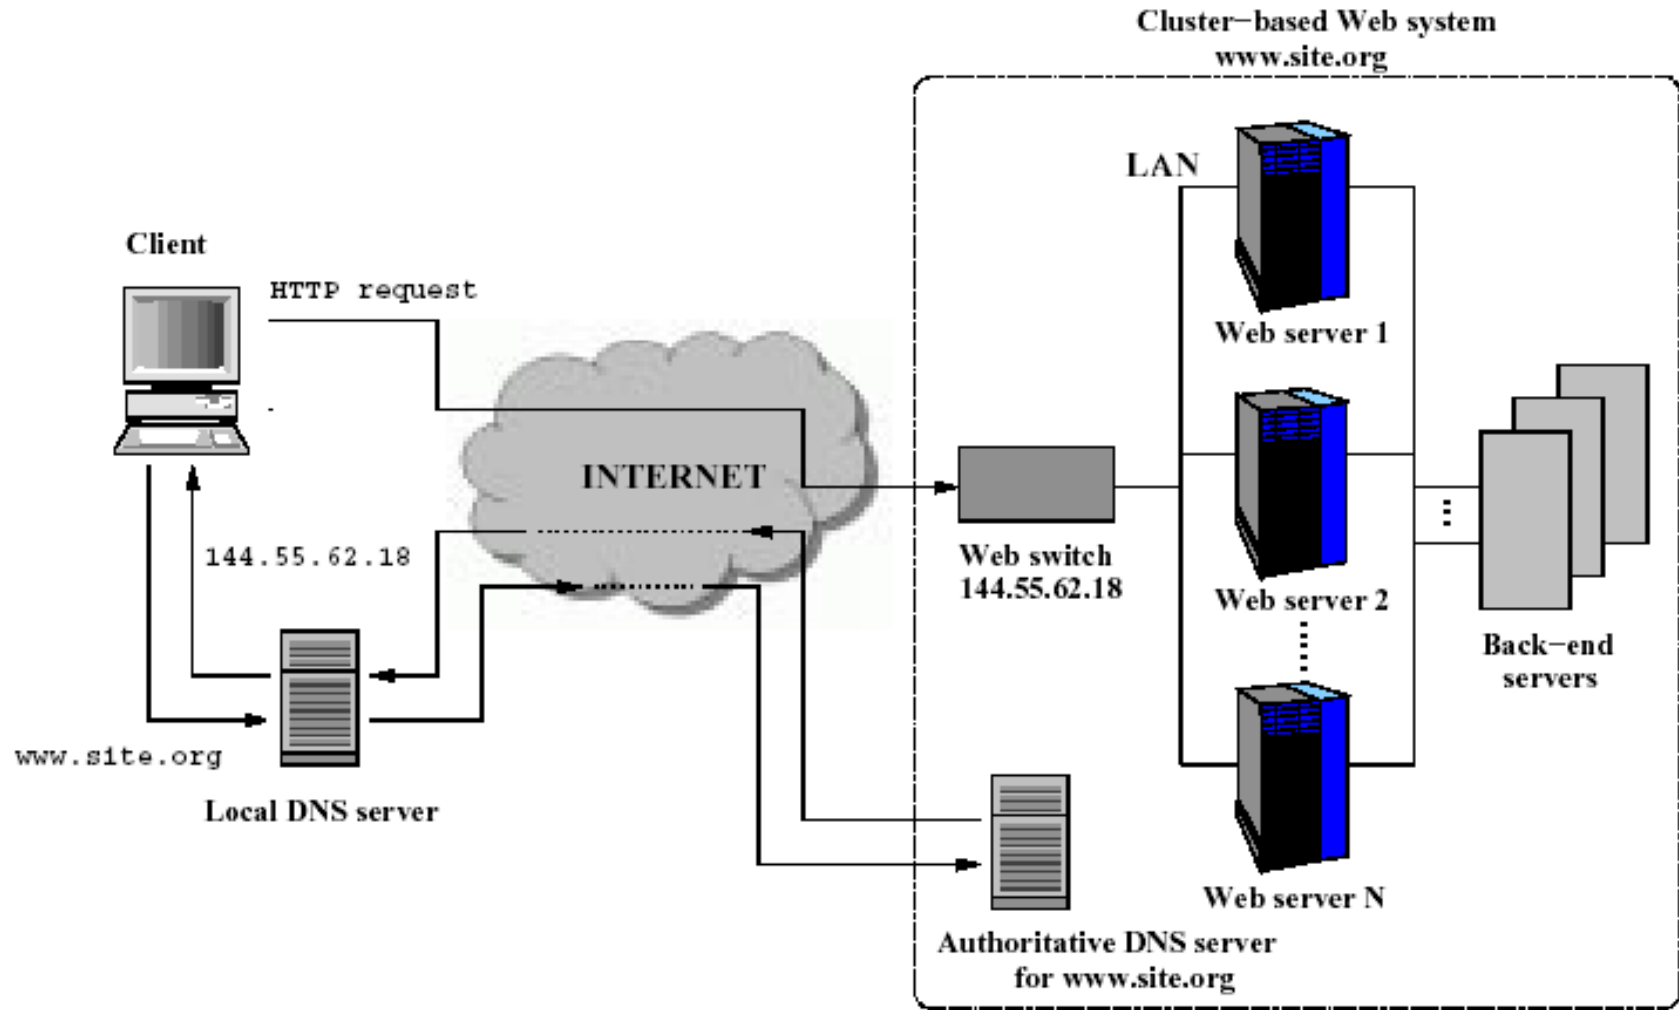 Cluster−based Web system
www.site.org
LAN
Client
HTTP request
Web server 1
INTERNET
Web switch
144.55.62.18
144.55.62.18
Web server 2
Back−end
servers
www.site.org
Local DNS server
Web server N
Authoritative DNS server
for www.site.org